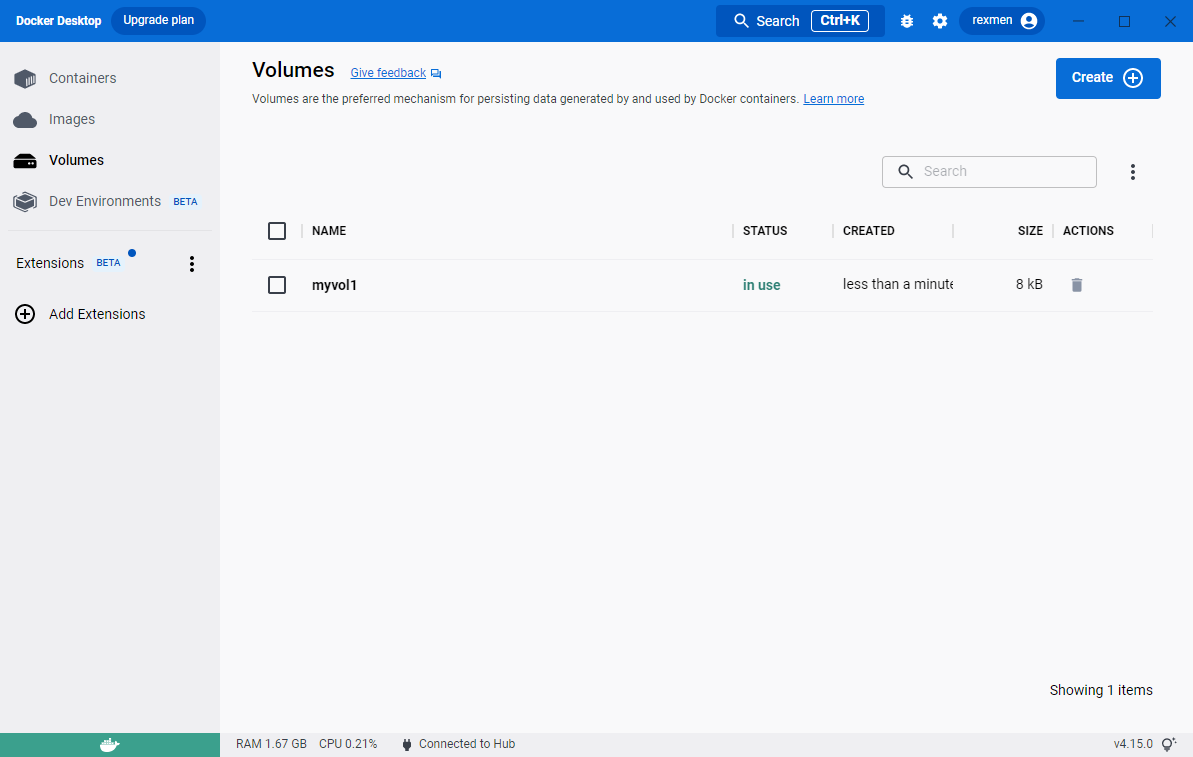 Docker Desktop Upgrade plan Search Ctrl+K rexmen
Containers
Images
Volumes
Dev Environments BETA
Extensions BETA
Add Extensions
Volumes Give feedback
Volumes are the preferred mechanism for persisting data generated by and used by Docker containers. Learn more
Create
Search
NAME STATUS CREATED SIZE ACTIONS
myvol1 in use less than a minute 8 kB
Showing 1 items
RAM 1.67 GB CPU 0.21% Connected to Hub v4.15.0